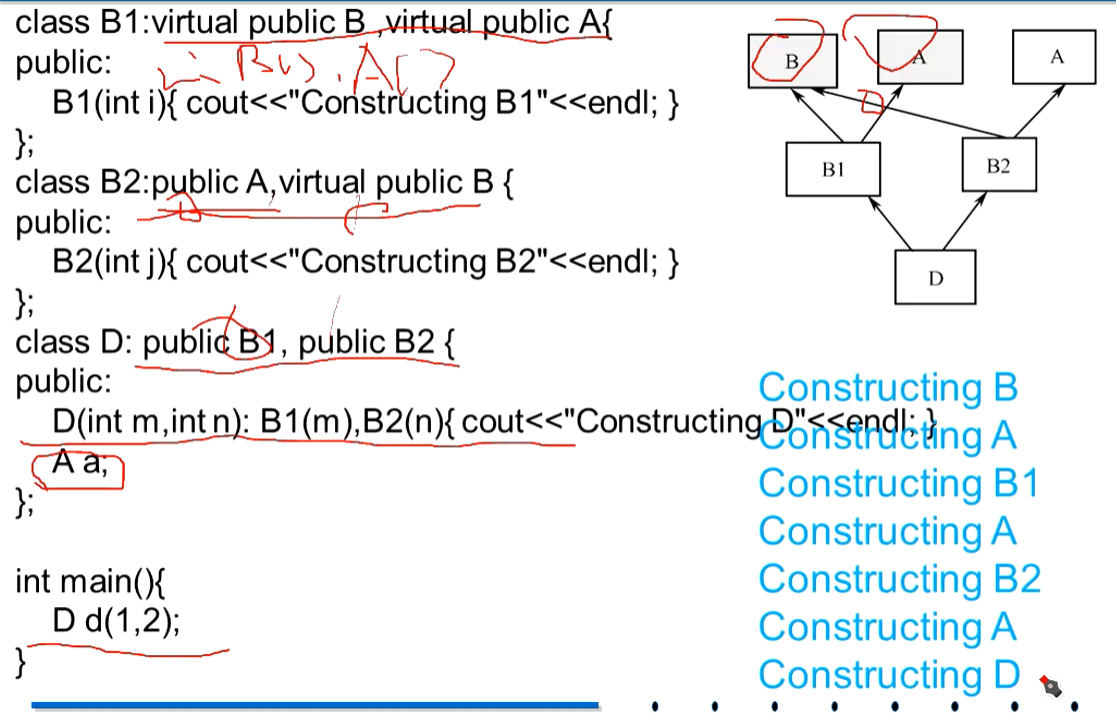 class B1:virtual public B ,virtual public A{
public:
B(), A()
B1(int i){ cout<<"Constructing B1"<<endl; }
};
class B2:public A,virtual public B {
public:
B2(int j){ cout<<"Constructing B2"<<endl; }
};
class D: public B1, public B2 {
public:
D(int m,int n): B1(m),B2(n){ cout<<"Constructing D"<<endl; }
A a;
};
int main(){
D d(1,2);
}
B
A
A
B1
B2
D
Constructing B
Constructing A
Constructing B1
Constructing A
Constructing B2
Constructing A
Constructing D